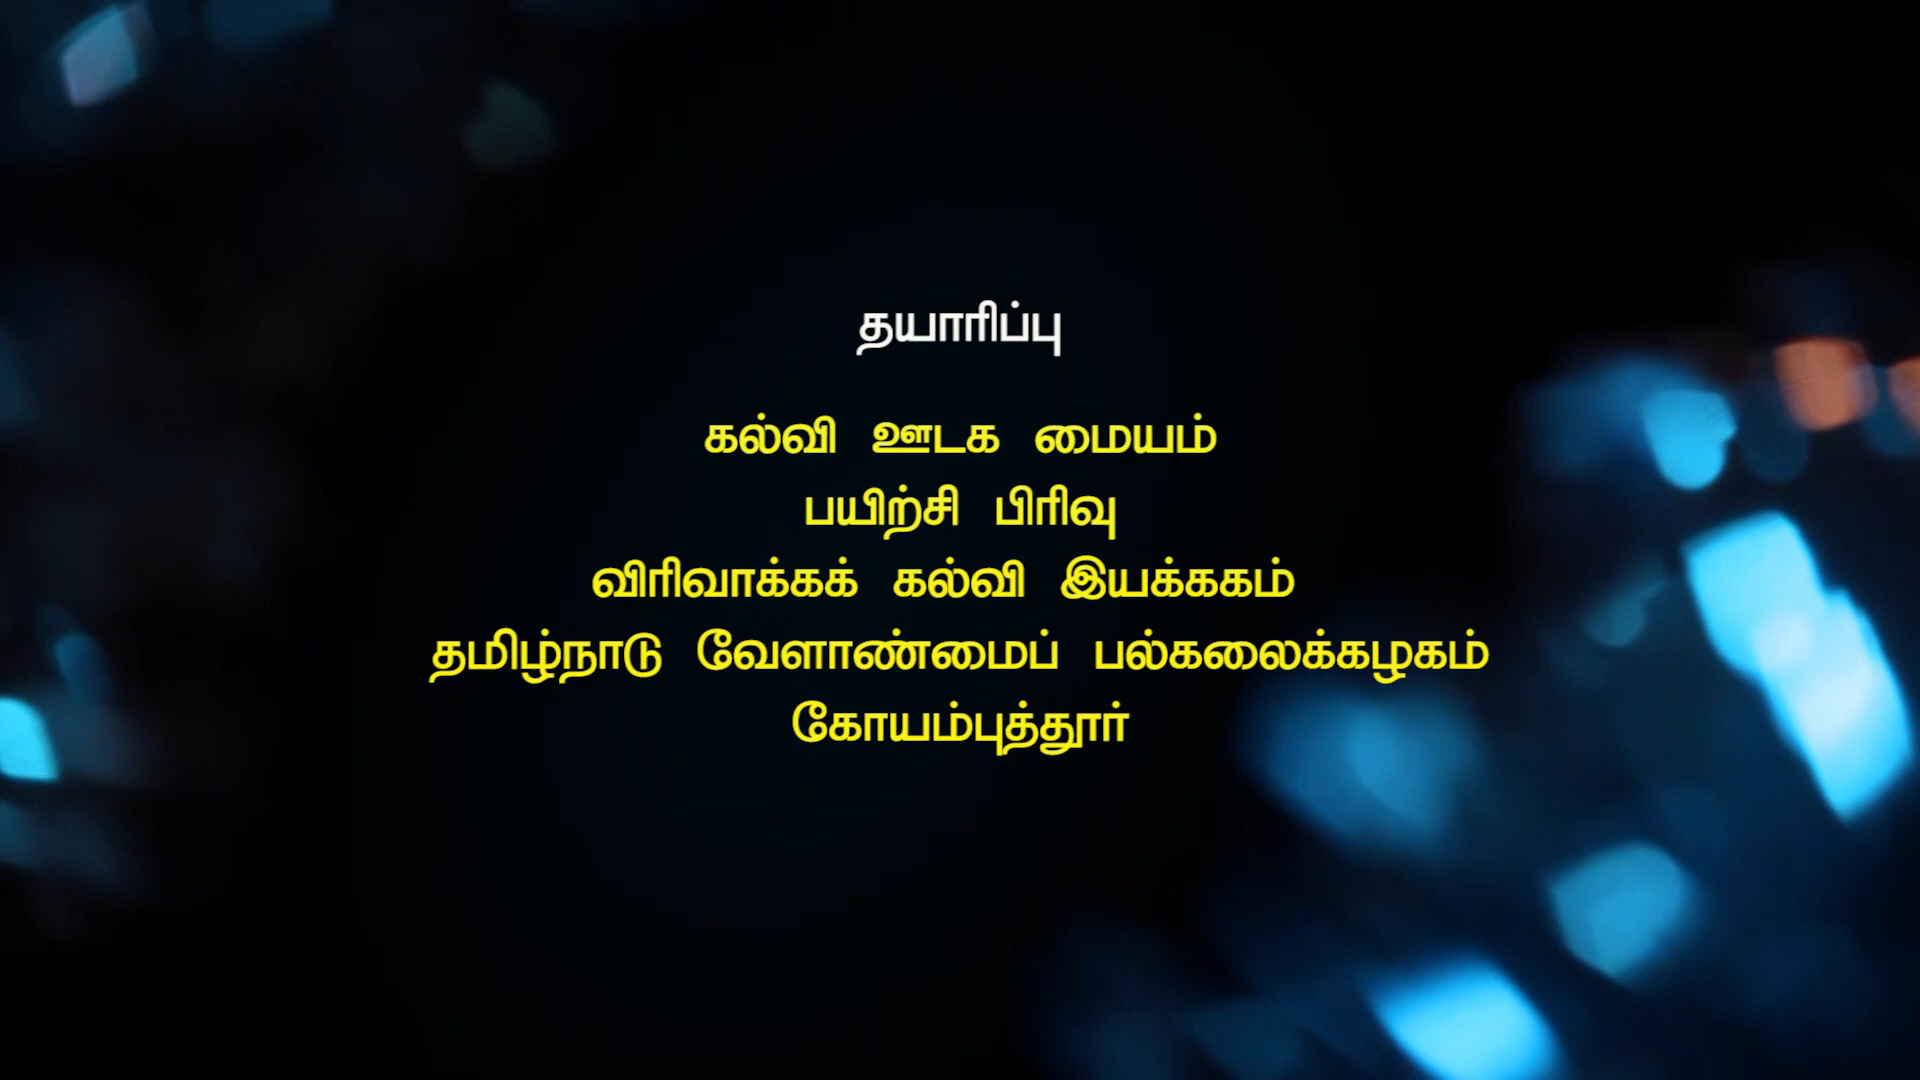 தயாரிப்பு
கல்வி ஊடக மையம்
பயிற்சி பிரிவு
விரிவாக்கக் கல்வி இயக்ககம்
தமிழ்நாடு வேளாண்மைப் பல்கலைக்கழகம்
கோயம்புத்தூர்